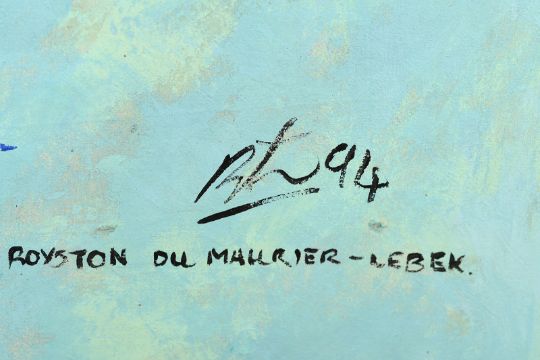 94
ROYSTON DU MAURIER-LEBEK.